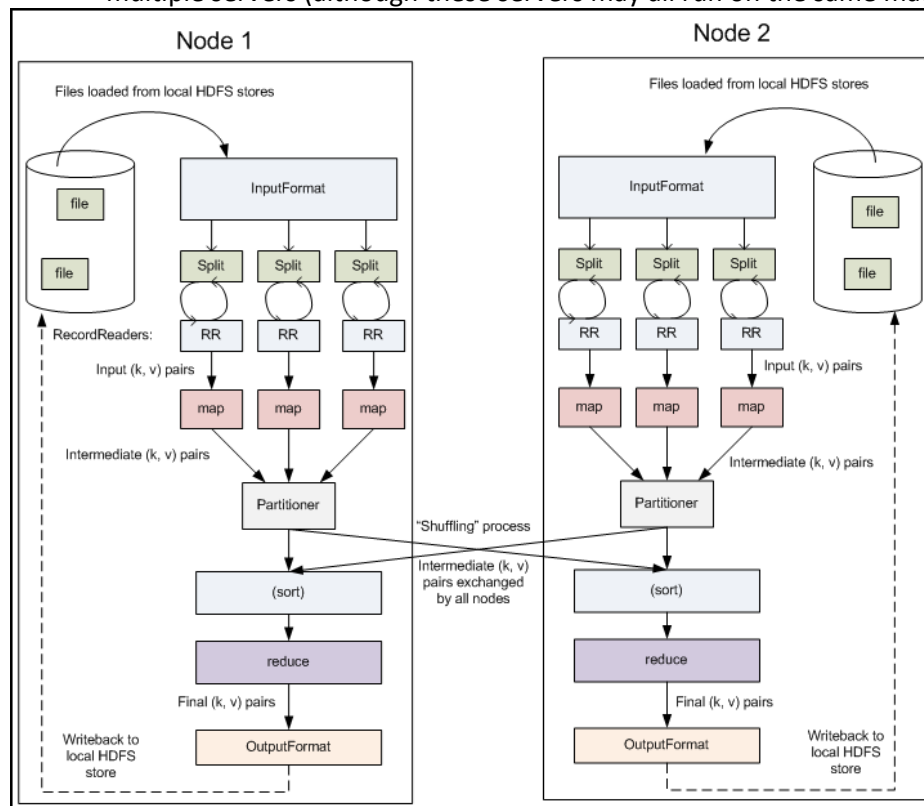 multiple servers (although these servers may all run on the same ma
Node 1
Files loaded from local HDFS stores
file
file
InputFormat
Split
Split
Split
RecordReaders:
RR
RR
RR
Input (k, v) pairs
map
map
map
Intermediate (k, v) pairs
Partitioner
"Shuffling" process
Intermediate (k, v)
pairs exchanged
by all nodes
(sort)
reduce
Final (k, v) pairs
OutputFormat
Writeback to
local HDFS
store
Node 2
Files loaded from local HDFS stores
InputFormat
file
file
Split
Split
Split
RR
RR
RR
Input (k, v) pairs
map
map
map
Intermediate (k, v) pairs
Partitioner
(sort)
reduce
Final (k, v) pairs
OutputFormat
Writeback to
local HDFS
store